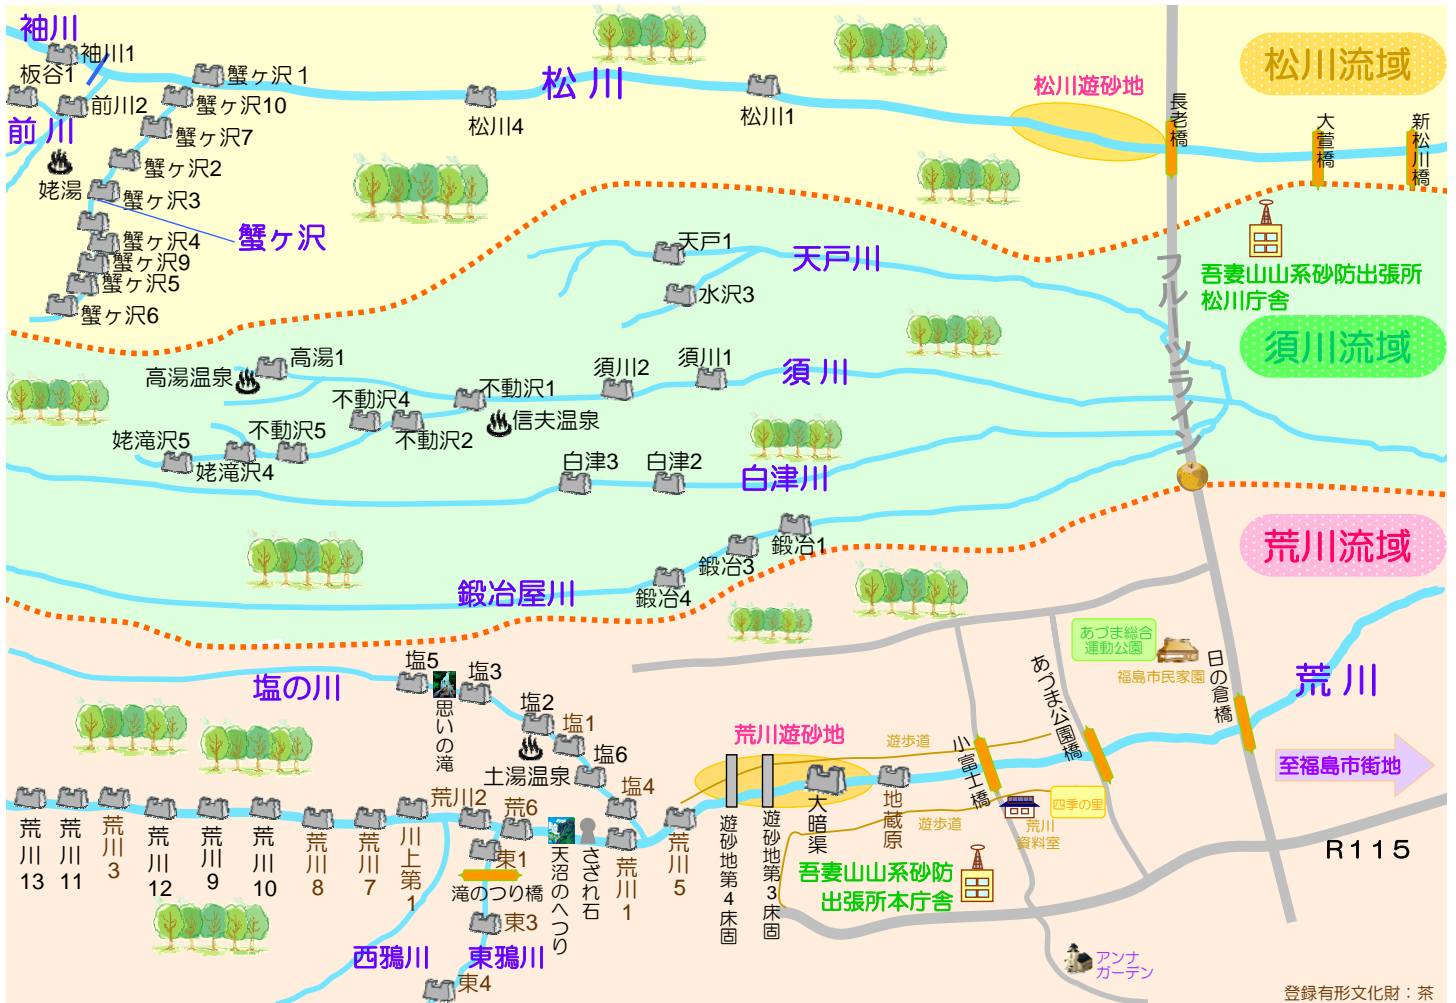 袖川
袖川1
板谷1
前川2
前川
姥湯
蟹ヶ沢1
蟹ヶ沢10
蟹ヶ沢7
蟹ヶ沢2
蟹ヶ沢3
蟹ヶ沢4
蟹ヶ沢9
蟹ヶ沢5
蟹ヶ沢6
蟹ヶ沢
松川
松川4
松川1
松川遊砂地
長老橋
大萱橋
新松川橋
松川流域
天戸1
天戸川
水沢3
フルーツライン
吾妻山山系砂防出張所
松川庁舎
須川流域
高湯1
高湯温泉
不動沢1
不動沢4
不動沢2
不動沢5
姥滝沢5
姥滝沢4
信夫温泉
須川2
須川1
須川
白津3
白津2
白津川
鍛冶1
鍛冶3
鍛冶4
鍛冶屋川
荒川流域
塩の川
塩5
塩3
思いの滝
塩2
塩1
土湯温泉
塩6
塩4
荒川13
荒川11
荒川3
荒川12
荒川9
荒川10
荒川8
荒川7
川上第1
荒川2
荒6
東1
滝のつり橋
東3
東4
西鴉川
東鴉川
天沼のへつり
さざれ石
荒川1
荒川5
荒川遊砂地
遊砂地第4床固
遊砂地第3床固
大暗渠
地蔵原
遊歩道
遊歩道
小富士橋
あづま公園橋
日の倉橋
あづま総合
運動公園
福島市民家園
荒川
四季の里
荒川
資料室
至福島市街地
R115
吾妻山山系砂防
出張所本庁舎
アンナ
ガーデン
登録有形文化財：茶